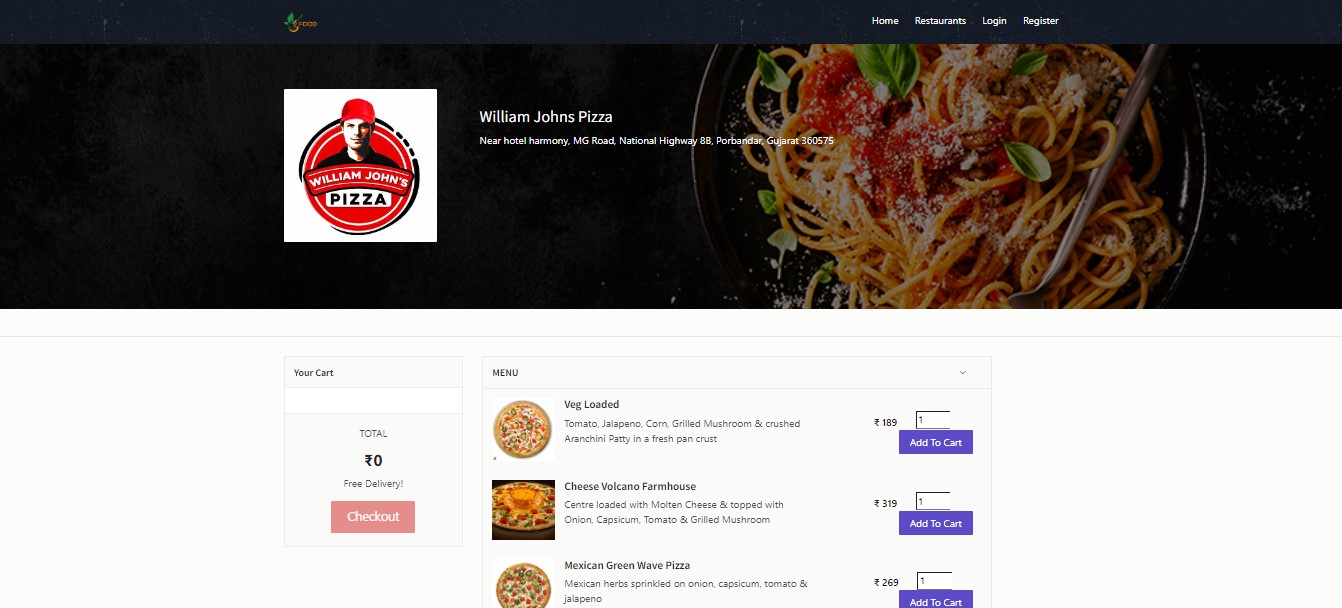 FOOD
Home Restaurants Login Register
WILLIAM JOHN'S
PIZZA
William Johns Pizza
Near hotel harmony, MG Road, National Highway 8B, Porbandar, Gujarat 360575
Your Cart
TOTAL
₹0
Free Delivery!
Checkout
MENU
Veg Loaded
Tomato, Jalapeno, Corn, Grilled Mushroom & crushed
Aranchini Patty in a fresh pan crust
₹ 189
1
Add To Cart
Cheese Volcano Farmhouse
Centre loaded with Molten Cheese & topped with
Onion, Capsicum, Tomato & Grilled Mushroom
₹ 319
1
Add To Cart
Mexican Green Wave Pizza
Mexican herbs sprinkled on onion, capsicum, tomato &
jalapeno
₹ 269
1
Add To Cart